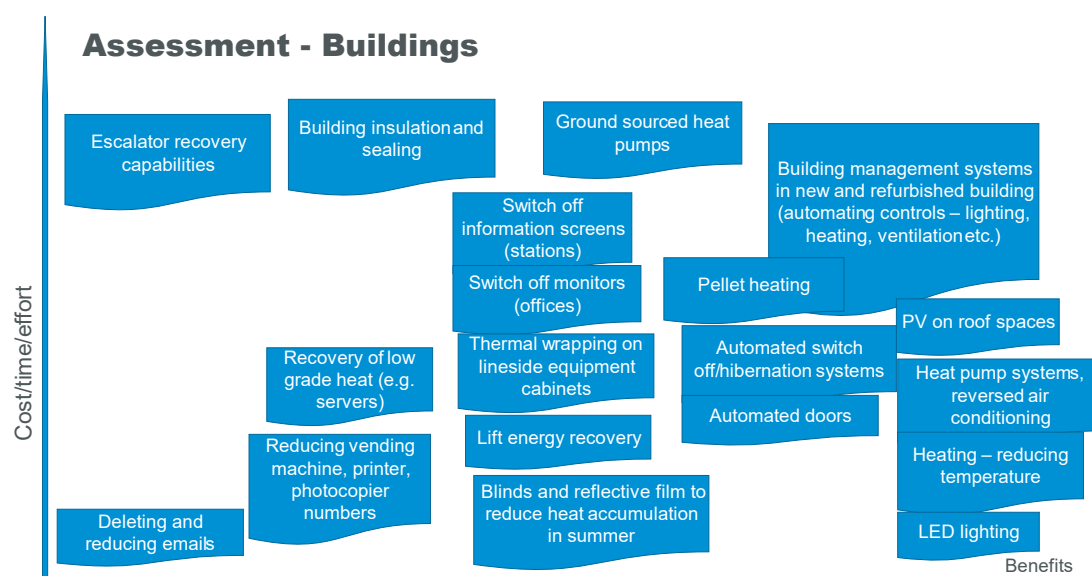 Assessment - Buildings
Cost/time/effort
Escalator recovery
capabilities
Building insulation and
sealing
Ground sourced heat
pumps
Building management systems
in new and refurbished building
(automating controls – lighting,
heating, ventilation etc.)
Switch off
information screens
(stations)
Switch off monitors
(offices)
Pellet heating
PV on roof spaces
Thermal wrapping on
lineside equipment
cabinets
Recovery of low
grade heat (e.g.
servers)
Automated switch
off/hibernation systems
Heat pump systems,
reversed air
conditioning
Automated doors
Lift energy recovery
Reducing vending
machine, printer,
photocopier
numbers
Heating – reducing
temperature
Blinds and reflective film to
reduce heat accumulation
in summer
Deleting and
reducing emails
LED lighting
Benefits